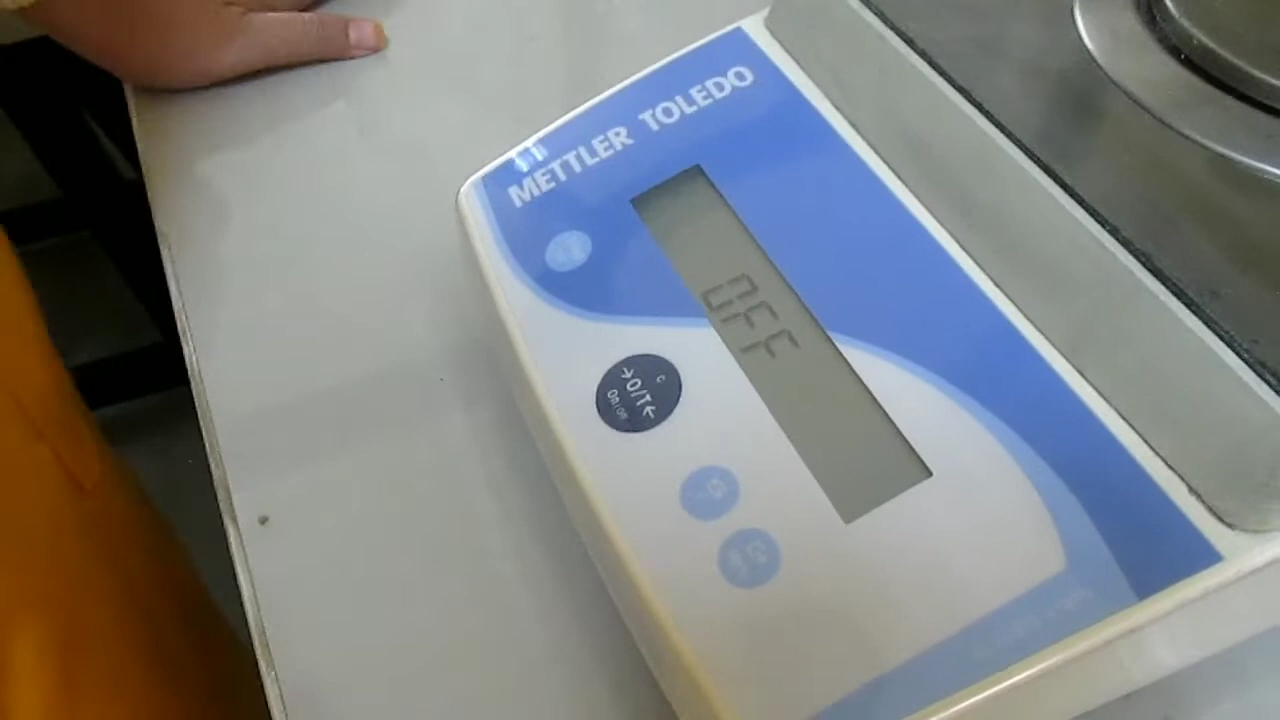 METTLER TOLEDO
OFF
→0/T←
On/Off
C